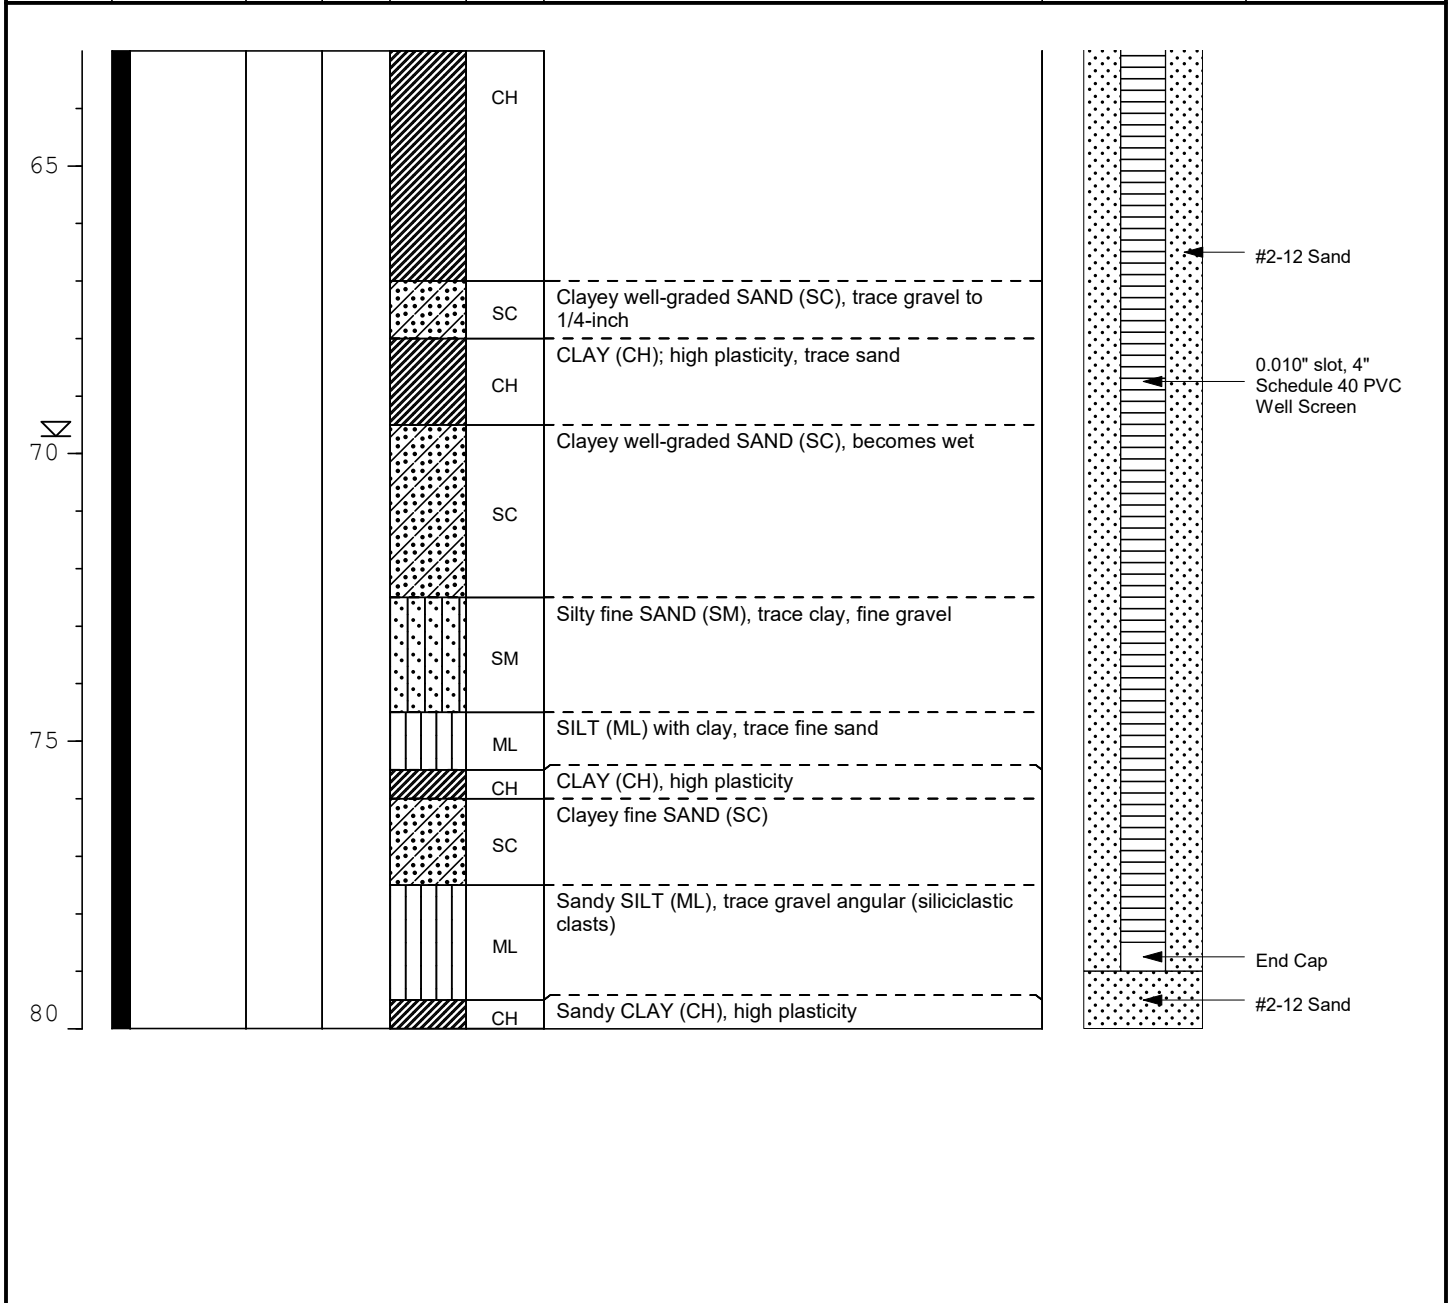 CH
65
#2-12 Sand
SC
Clayey well-graded SAND (SC), trace gravel to
1/4-inch
CH
CLAY (CH); high plasticity, trace sand
0.010" slot, 4"
Schedule 40 PVC
Well Screen
70
SC
Clayey well-graded SAND (SC), becomes wet
SM
Silty fine SAND (SM), trace clay, fine gravel
75
ML
SILT (ML) with clay, trace fine sand
CH
CLAY (CH), high plasticity
SC
Clayey fine SAND (SC)
ML
Sandy SILT (ML), trace gravel angular (siliciclastic
clasts)
End Cap
80
CH
Sandy CLAY (CH), high plasticity
#2-12 Sand